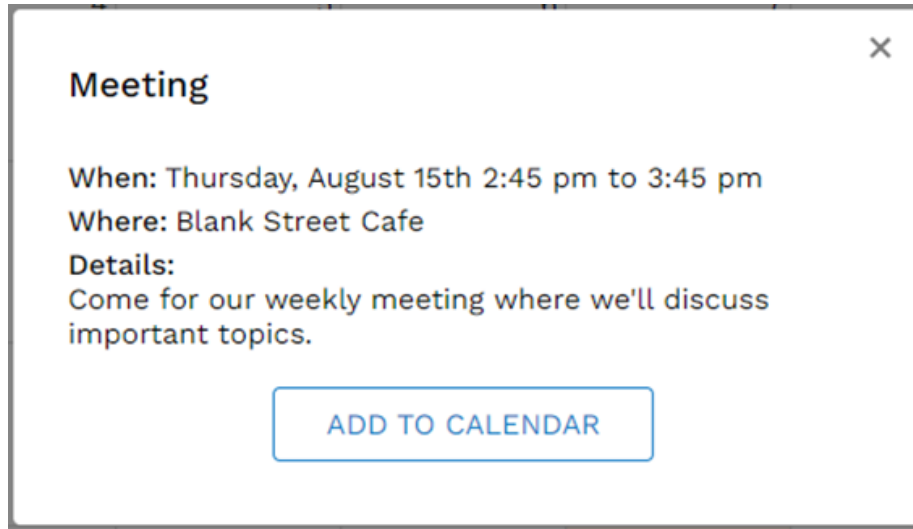 Meeting
When: Thursday, August 15th 2:45 pm to 3:45 pm
Where: Blank Street Cafe
Details:
Come for our weekly meeting where we'll discuss
important topics.
ADD TO CALENDAR